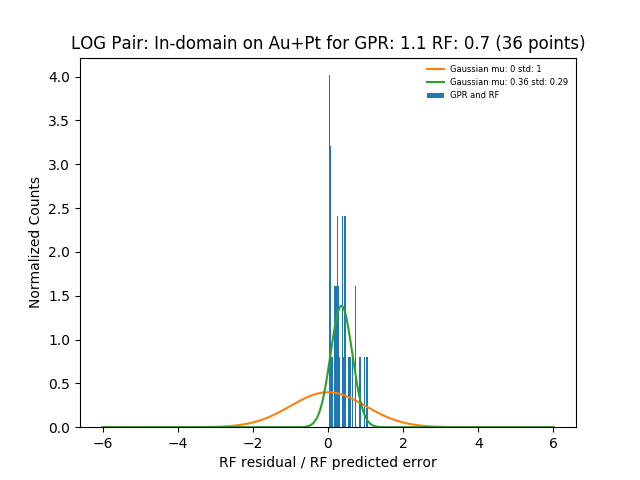 LOG Pair: In-domain on Au+Pt for GPR: 1.1 RF: 0.7 (36 points)
Gaussian mu: 0 std: 1
Gaussian mu: 0.36 std: 0.29
GPR and RF
4.0
3.5
3.0
2.5
2.0
1.5
1.0
0.5
0.0
Normalized Counts
−6 −4 −2 0 2 4 6
RF residual / RF predicted error